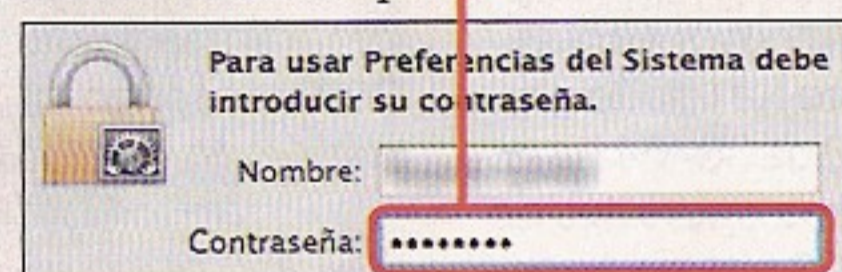 Para usar Preferencias del Sistema debe
introducir su contraseña.
Nombre:
Contraseña: •••••••••